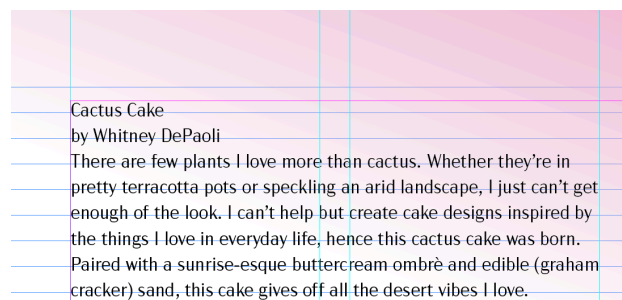 Cactus Cake
by Whitney DePaoli
There are few plants I love more than cactus. Whether they’re in
pretty terracotta pots or speckling an arid landscape, I just can’t get
enough of the look. I can’t help but create cake designs inspired by
the things I love in everyday life, hence this cactus cake was born.
Paired with a sunrise-esque buttercream ombrè and edible (graham
cracker) sand, this cake gives off all the desert vibes I love.